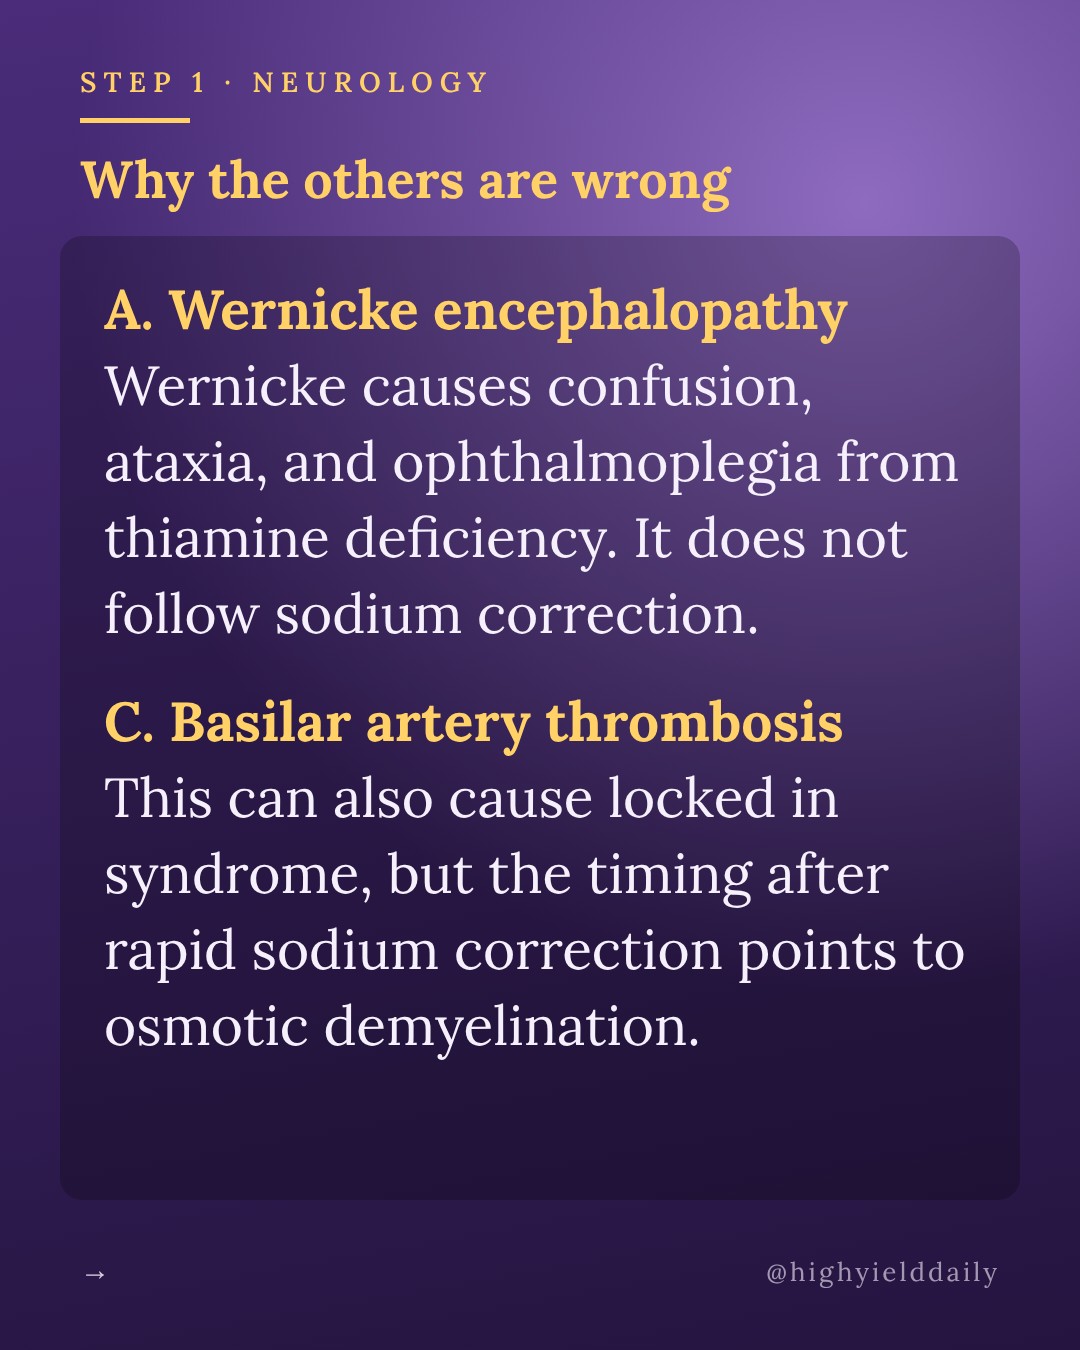 STEP 1 · NEUROLOGY
Why the others are wrong
A. Wernicke encephalopathy
Wernicke causes confusion,
ataxia, and ophthalmoplegia from
thiamine deficiency. It does not
follow sodium correction.
C. Basilar artery thrombosis
This can also cause locked in
syndrome, but the timing after
rapid sodium correction points to
osmotic demyelination.
→
@highyielddaily